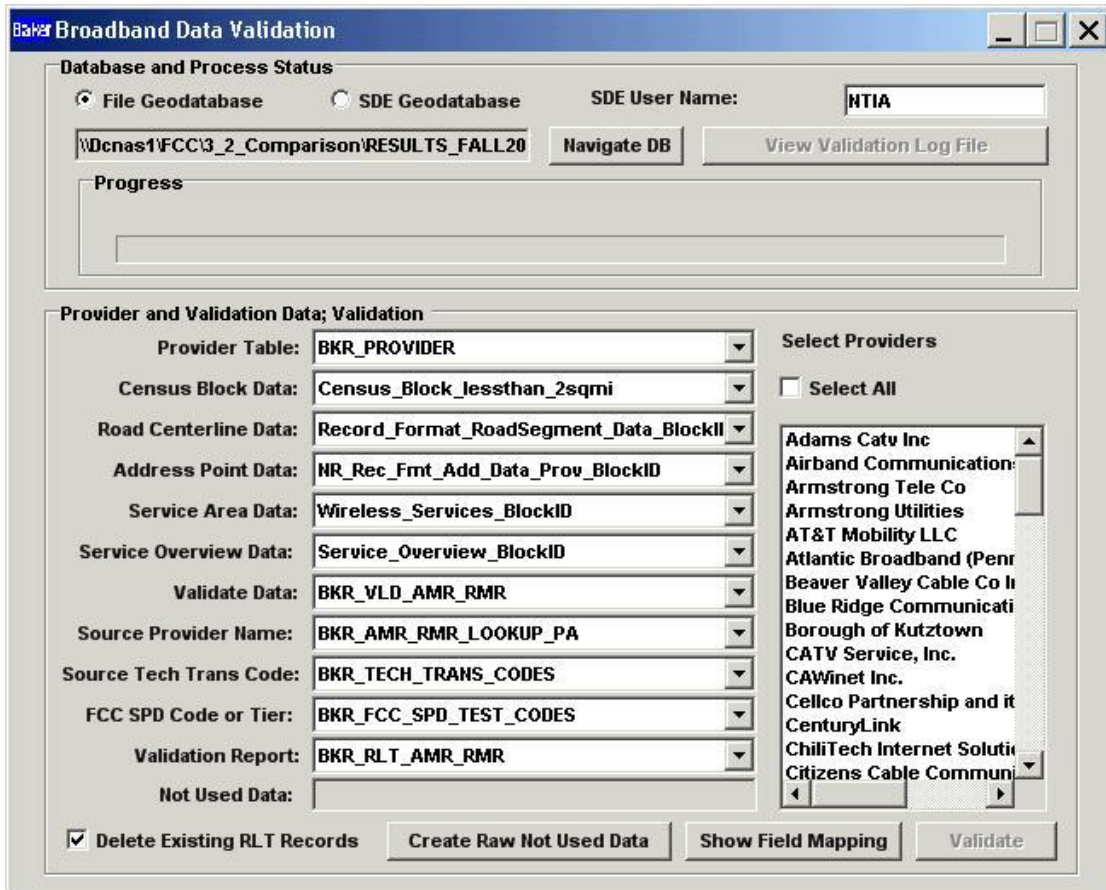 Baker Broadband Data Validation
Database and Process Status
File Geodatabase SDE Geodatabase SDE User Name: NTIA
\\Dcnas1\FCC\3_2_Comparison\RESULTS_FALL20 Navigate DB View Validation Log File
Progress
Provider and Validation Data; Validation
Provider Table: BKR_PROVIDER
Census Block Data: Census_Block_lessthan_2sqmi
Road Centerline Data: Record_Format_RoadSegment_Data_BlockI
Address Point Data: NR_Rec_Fmt_Add_Data_Prov_BlockID
Service Area Data: Wireless_Services_BlockID
Service Overview Data: Service_Overview_BlockID
Validate Data: BKR_VLD_AMR_RMR
Source Provider Name: BKR_AMR_RMR_LOOKUP_PA
Source Tech Trans Code: BKR_TECH_TRANS_CODES
FCC SPD Code or Tier: BKR_FCC_SPD_TEST_CODES
Validation Report: BKR_RLT_AMR_RMR
Not Used Data:
Select Providers
Select All
Adams Catv Inc
Airband Communications
Armstrong Tele Co
Armstrong Utilities
AT&T Mobility LLC
Atlantic Broadband (Penn
Beaver Valley Cable Co I
Blue Ridge Communicati
Borough of Kutztown
CATV Service, Inc.
CAWinet Inc.
Cellco Partnership and it
CenturyLink
ChiliTech Internet Soluti
Citizens Cable Communi
Delete Existing RLT Records Create Raw Not Used Data Show Field Mapping Validate